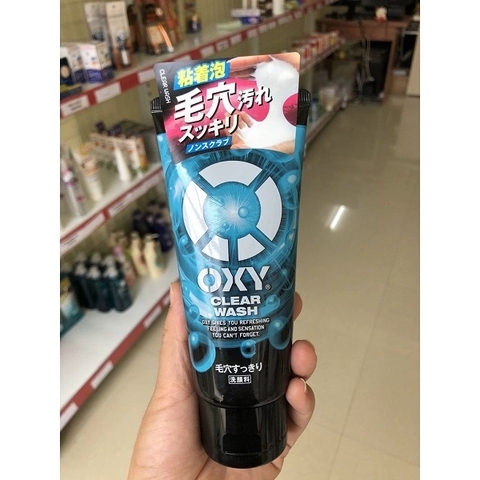 CLEAR WASH
粘着泡
毛穴汚れ
スッキリ
ノンスクラブ
OXY®
CLEAR
WASH
OXY GIVES YOU REFRESHING
FEELING AND SENSATION
YOU CAN'T FORGET.
毛穴すっきり
洗顔料